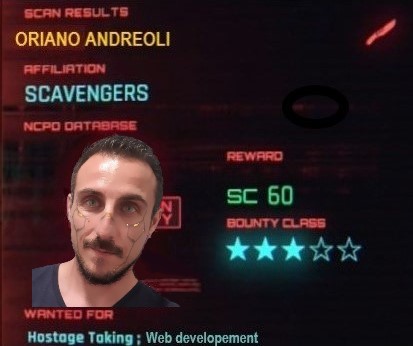 SCAN RESULTS
ORIANO ANDREOLI
AFFILIATION
SCAVENGERS
NCPD DATABASE
REWARD
SC 60
BOUNTY CLASS
WANTED FOR
Hostage Taking ; Web developement